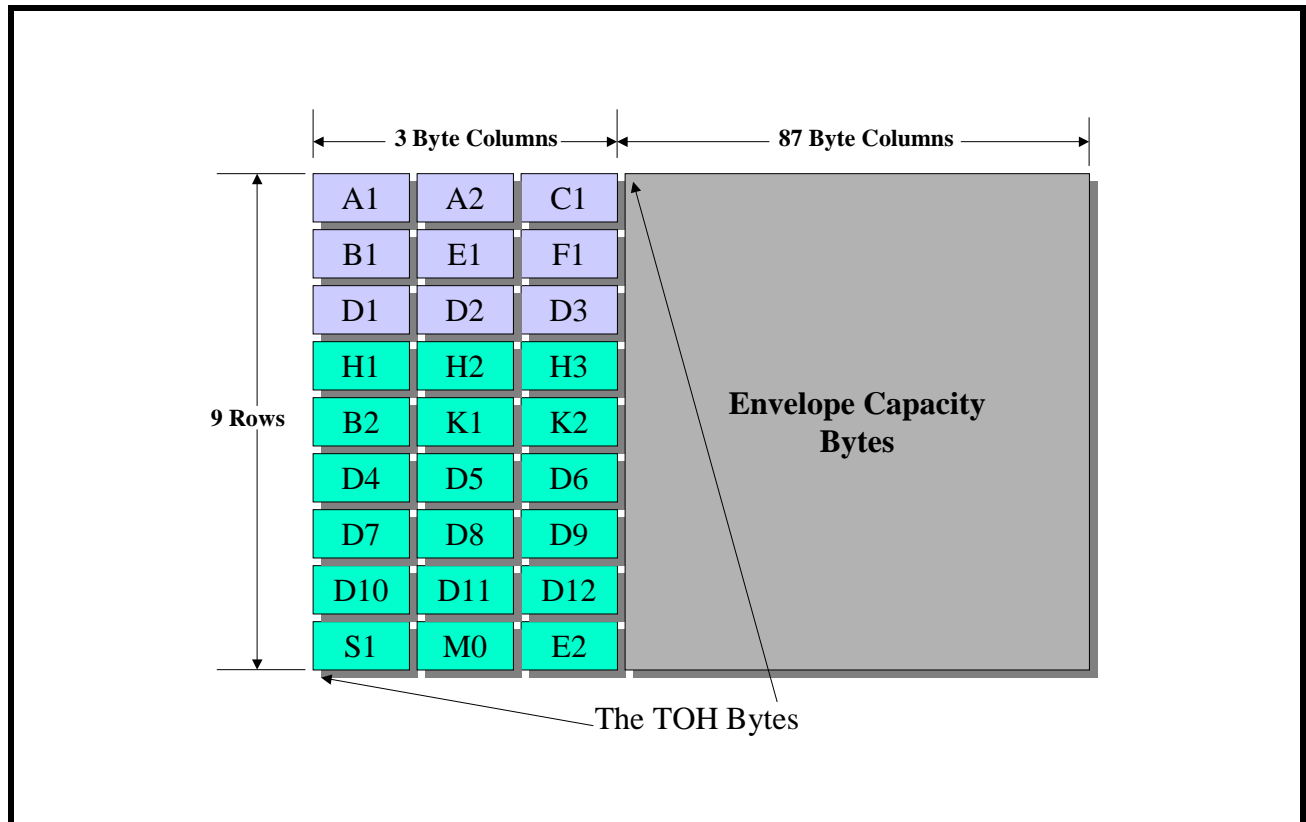 3 Byte Columns 87 Byte Columns
A1 A2 C1
B1 E1 F1
D1 D2 D3
H1 H2 H3
9 Rows
B2 K1 K2
Envelope Capacity
Bytes
D4 D5 D6
D7 D8 D9
D10 D11 D12
S1 M0 E2
The TOH Bytes